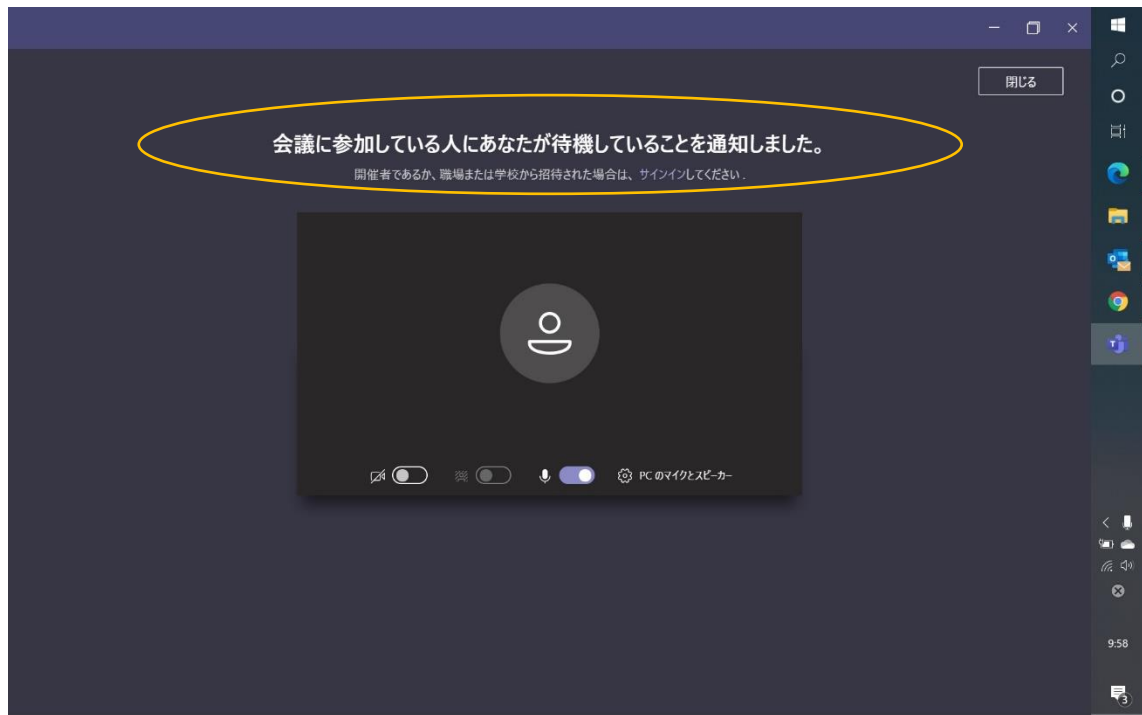 閉じる
会議に参加している人にあなたが待機していることを通知しました。
開催者であるか、職場または学校から招待された場合は、サインインしてください.
PC のマイクとスピーカー
9:58
3